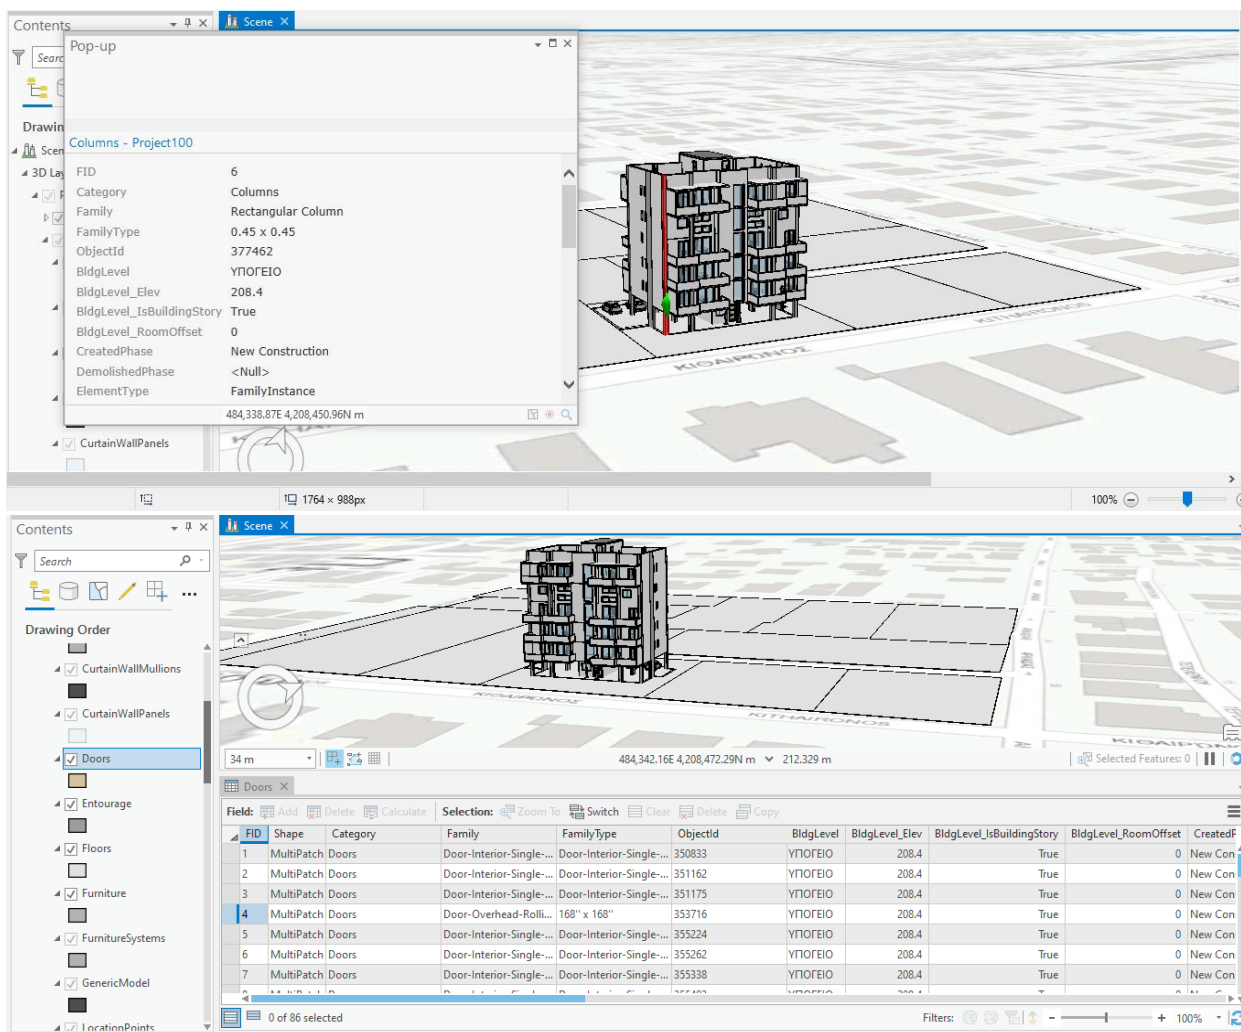 Contents
Scene
Pop-up
Searc
Drawin
Columns - Project100
Scen
3D Lay
FID 6
Category Columns
Family Rectangular Column
FamilyType 0.45 x 0.45
ObjectId 377462
BldgLevel ΥΠΟΓΕΙΟ
BldgLevel_Elev 208.4
BldgLevel_IsBuildingStory True
BldgLevel_RoomOffset 0
CreatedPhase New Construction
DemolishedPhase <Null>
ElementType FamilyInstance
484,338.87E 4,208,450.96N m
CurtainWallPanels
ΚΙΘΑΙΡΩΝΟΣ
KITHAIRONOS
1764 × 988px
100%
Contents
Scene
Search
Drawing Order
CurtainWallMullions
CurtainWallPanels
Doors
Entourage
Floors
Furniture
FurnitureSystems
GenericModel
LocationPoints
ΚΙΘΑΙΡΩΝΟΣ
KITHAIRONOS
34 m
484,342.16E 4,208,472.29N m
212.329 m
Selected Features: 0
Doors
Field: Add Delete Calculate Selection: Zoom To Switch Clear Delete Copy
FID Shape Category Family FamilyType ObjectId BldgLevel BldgLevel_Elev BldgLevel_IsBuildingStory BldgLevel_RoomOffset CreatedP
1 MultiPatch Doors Door-Interior-Single-... Door-Interior-Single-... 350833 ΥΠΟΓΕΙΟ 208.4 True 0 New Con
2 MultiPatch Doors Door-Interior-Single-... Door-Interior-Single-... 351162 ΥΠΟΓΕΙΟ 208.4 True 0 New Con
3 MultiPatch Doors Door-Interior-Single-... Door-Interior-Single-... 351175 ΥΠΟΓΕΙΟ 208.4 True 0 New Con
4 MultiPatch Doors Door-Overhead-Rolli... 168" x 168" 353716 ΥΠΟΓΕΙΟ 208.4 True 0 New Con
5 MultiPatch Doors Door-Interior-Single-... Door-Interior-Single-... 355224 ΥΠΟΓΕΙΟ 208.4 True 0 New Con
6 MultiPatch Doors Door-Interior-Single-... Door-Interior-Single-... 355262 ΥΠΟΓΕΙΟ 208.4 True 0 New Con
7 MultiPatch Doors Door-Interior-Single-... Door-Interior-Single-... 355338 ΥΠΟΓΕΙΟ 208.4 True 0 New Con
0 of 86 selected
Filters:
100%